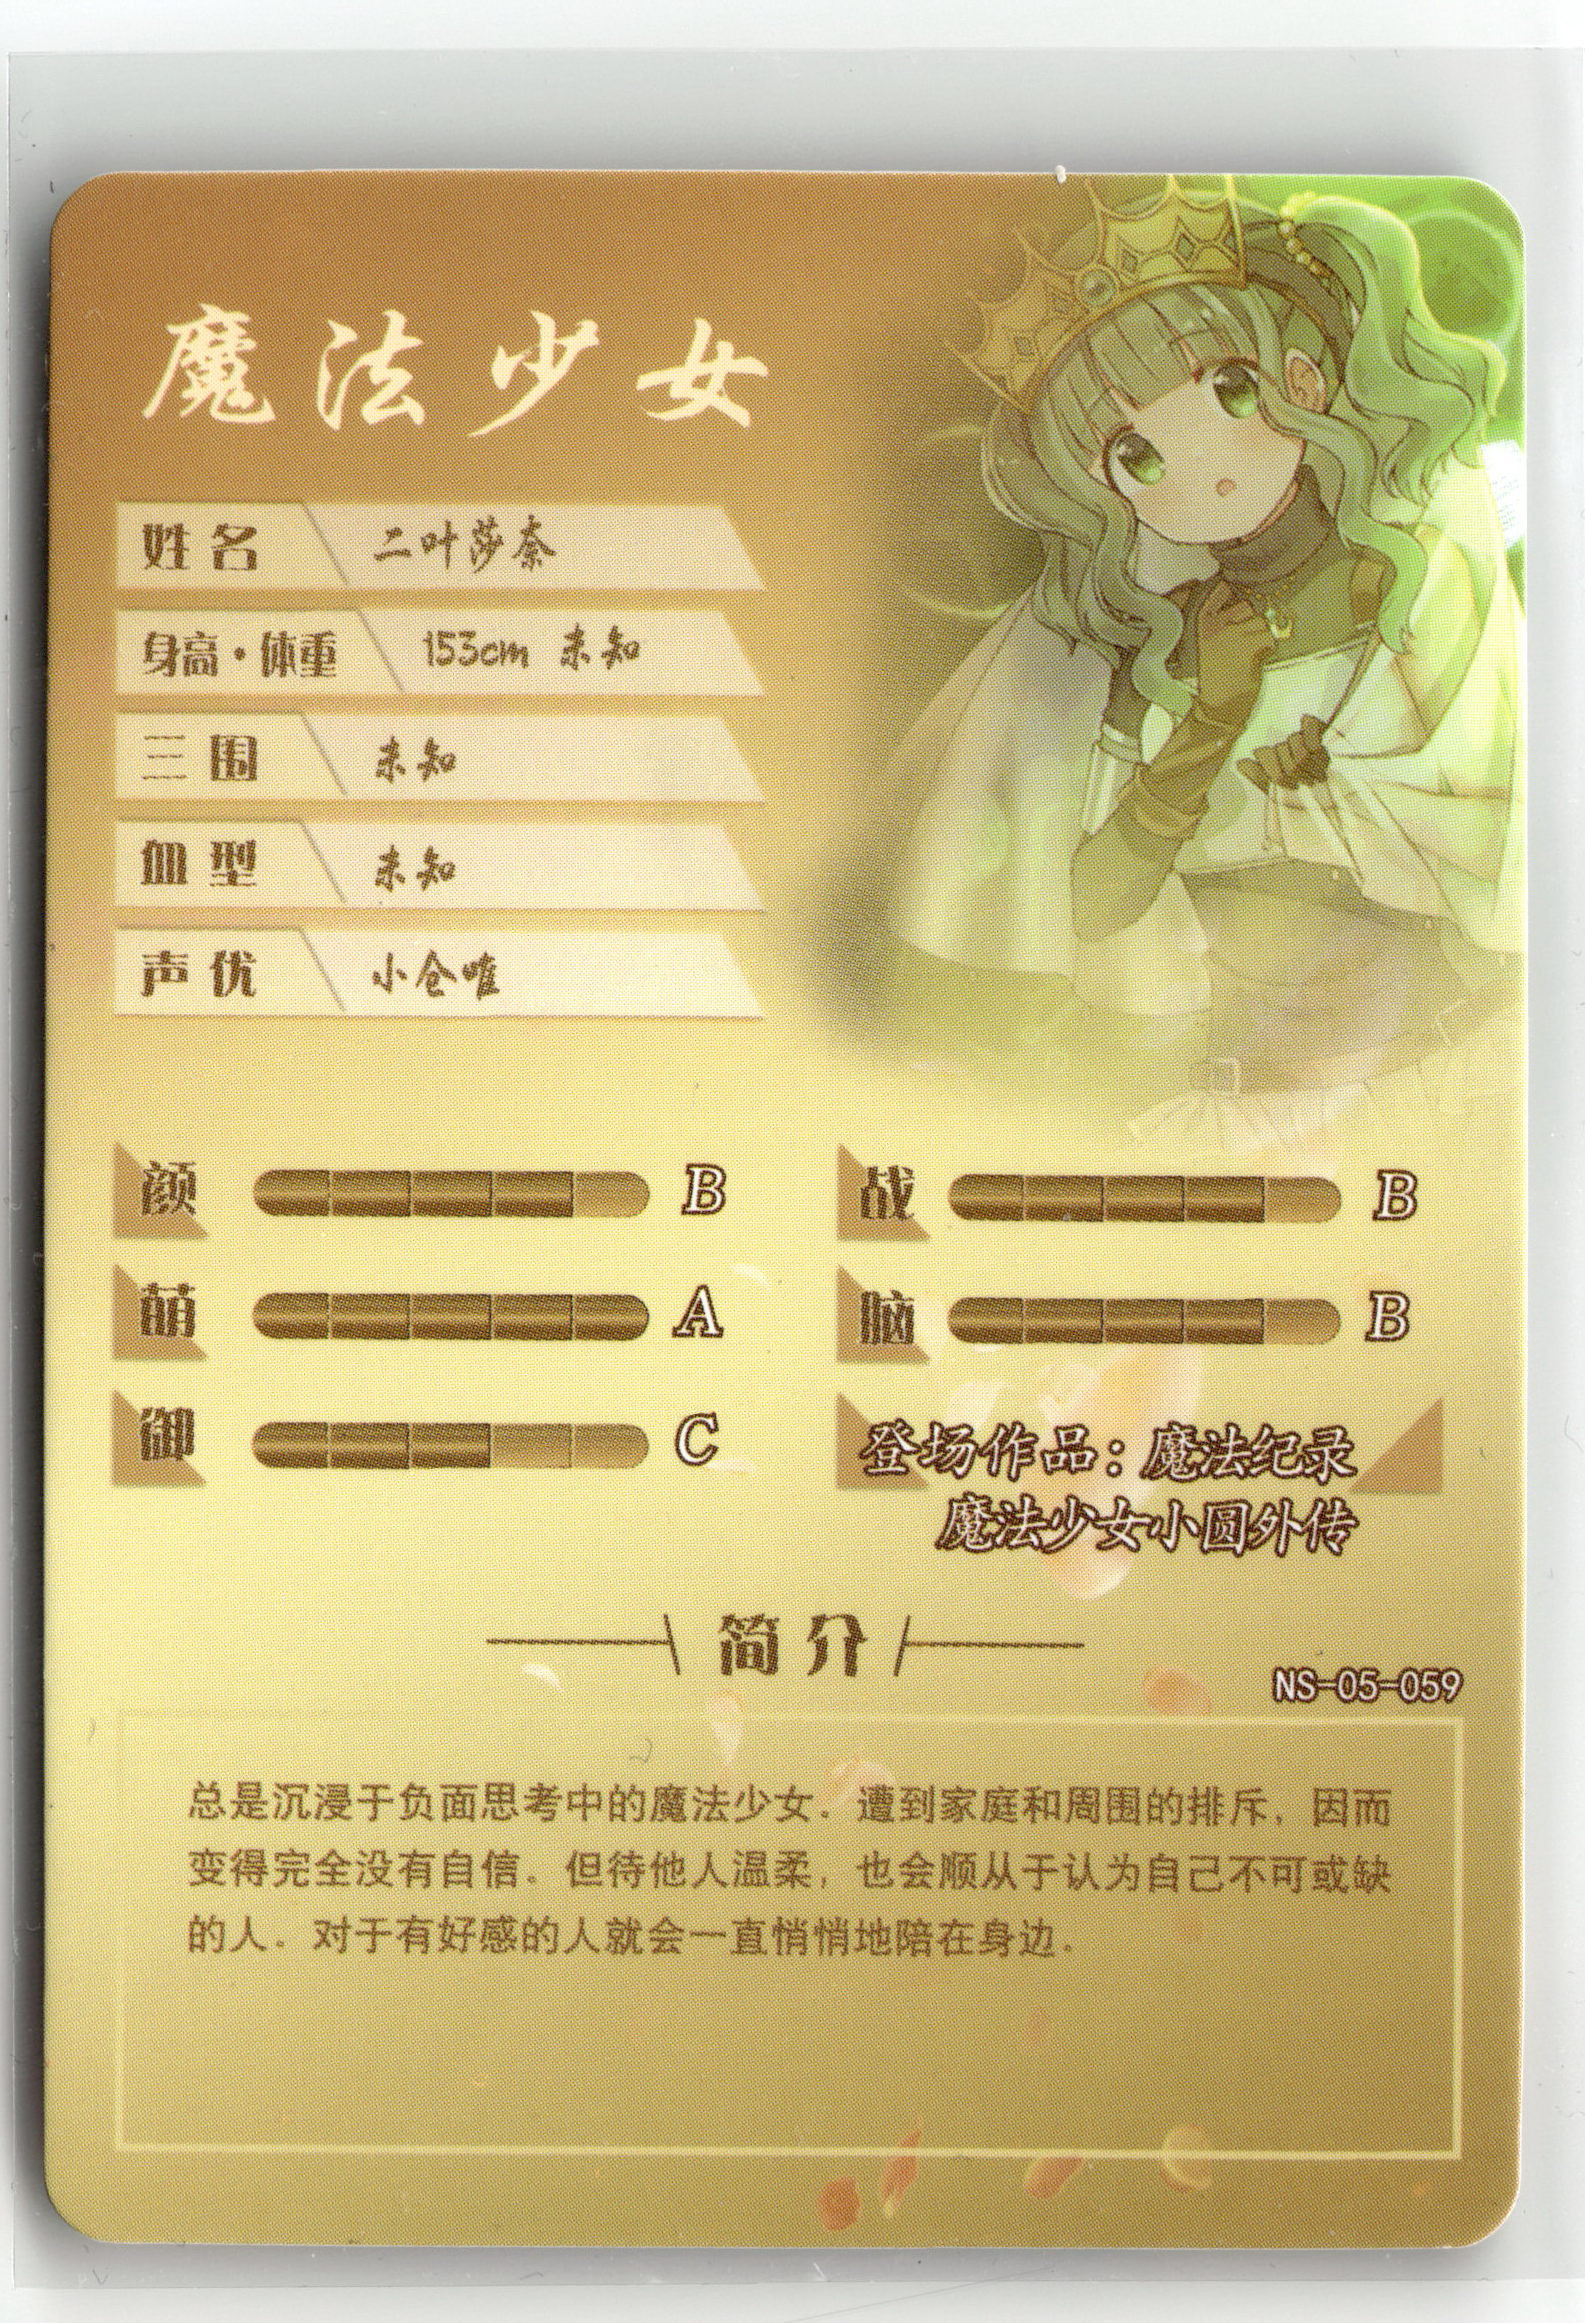 魔法少女
姓名 二叶莎奈
身高·体重 153cm 未知
三围 未知
血型 未知
声优 小仓唯
颜 B
战 B
萌 A
脑 B
御 C
登场作品：魔法纪录
魔法少女小圆外传
简介
NS-05-059
总是沉浸于负面思考中的魔法少女。遭到家庭和周围的排斥，因而
变得完全没有自信。但待他人温柔，也会顺从于认为自己不可或缺
的人。对于有好感的人就会一直悄悄地陪在身边.